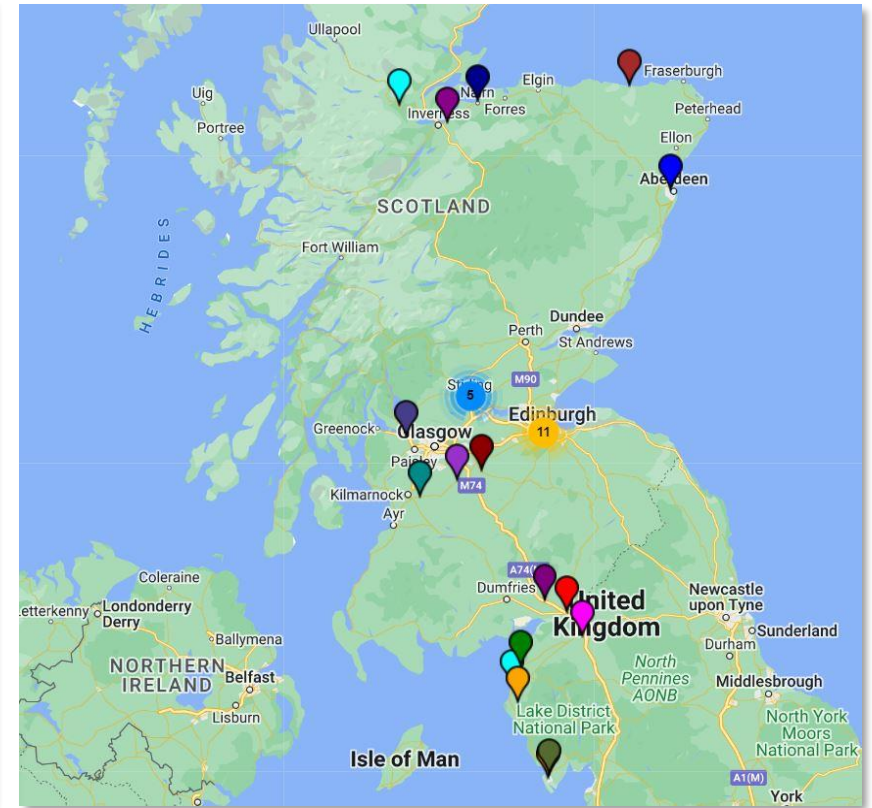 Ullapool
Fraserburgh
Elgin
Uig
Nairn
Forres
Peterhead
Inverness
Portree
Ellon
Aberdeen
SCOTLAND
HEBRIDES
Fort William
Dundee
Perth
St Andrews
M90
5
Edinburgh
11
Greenock
Glasgow
Paisley
M74
Kilmarnock
Ayr
Coleraine
Dumfries
United
Kingdom
Newcastle
upon Tyne
Londonderry
Derry
Sunderland
Ballymena
Durham
NORTHERN
IRELAND
Belfast
North
Pennines
AONB
Middlesbrough
Lisburn
Lake District
National Park
North York
Moors
National Park
Isle of Man
A1(M)
York